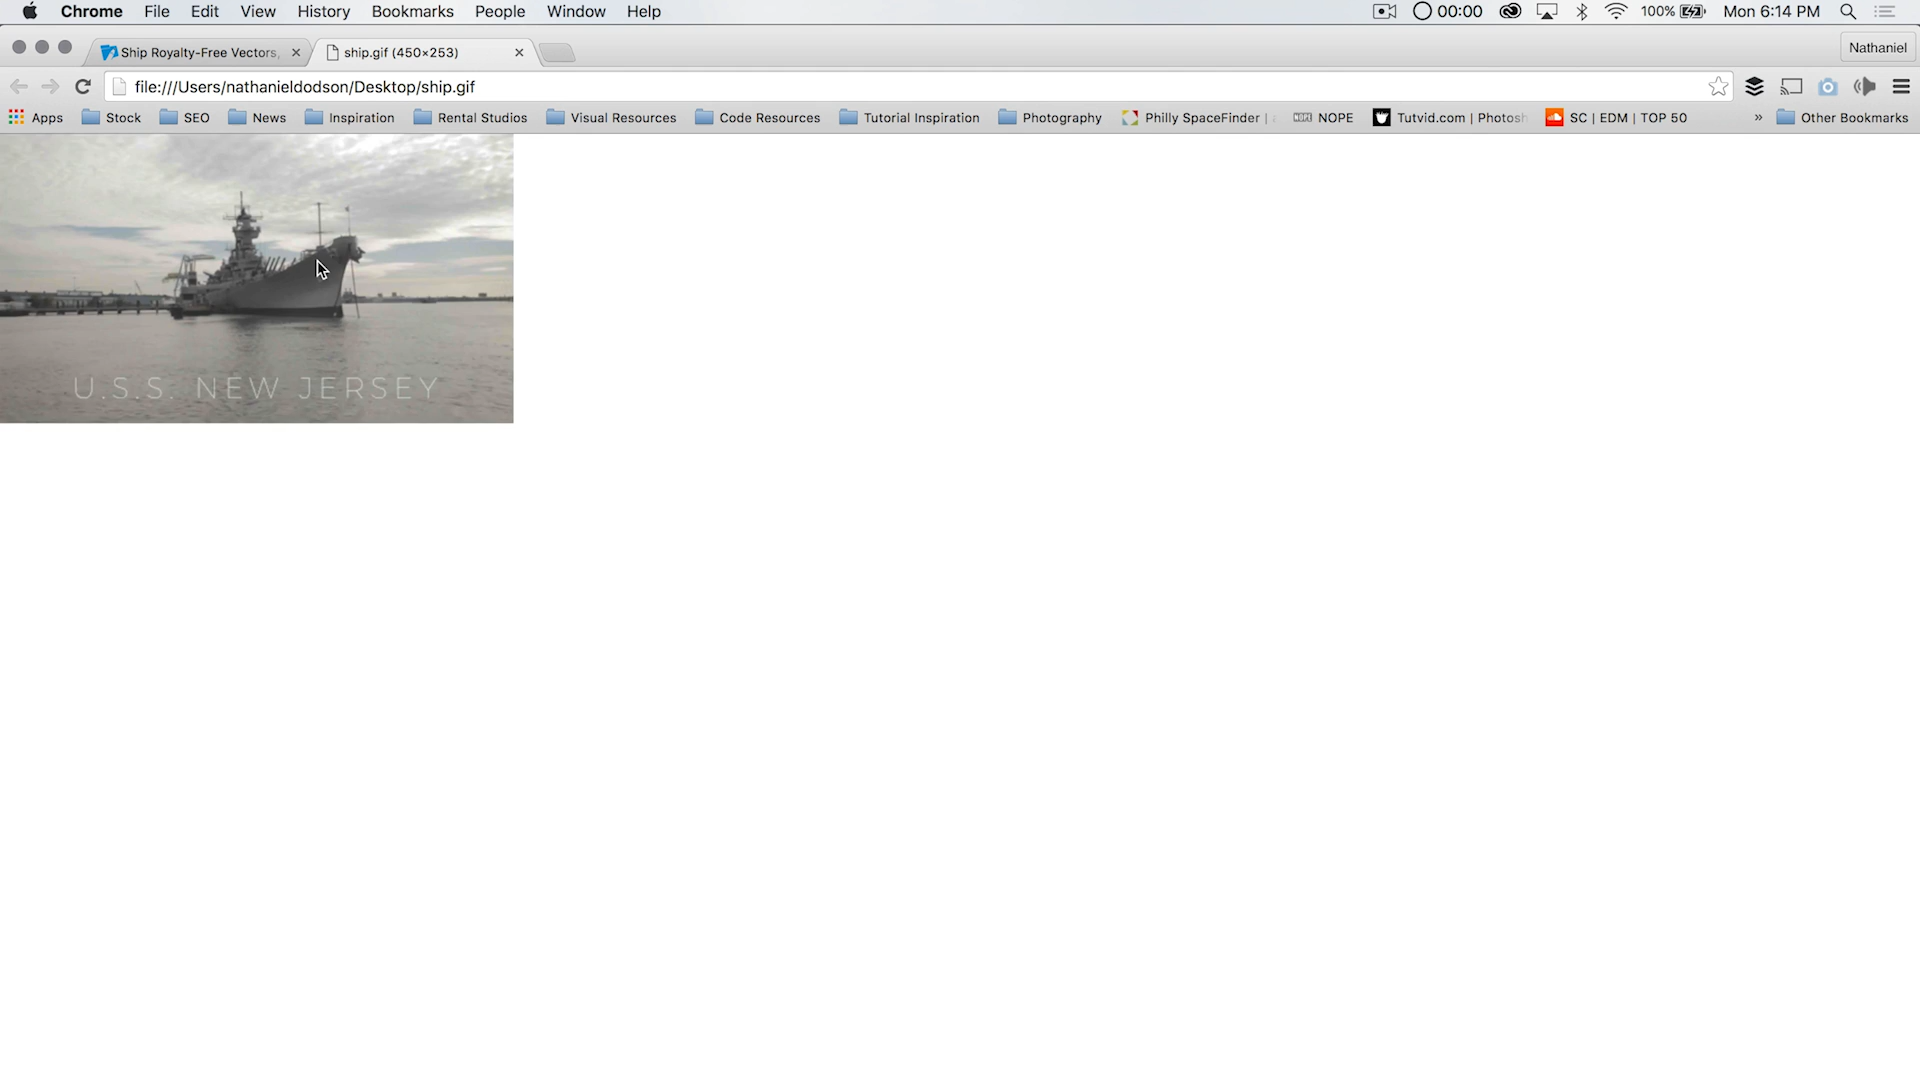 Chrome File Edit View History Bookmarks People Window Help 00:00 100% Mon 6:14 PM
Ship Royalty-Free Vectors, ship.gif (450×253) Nathaniel
file:///Users/nathanieldodson/Desktop/ship.gif
Apps Stock SEO News Inspiration Rental Studios Visual Resources Code Resources Tutorial Inspiration Photography Philly SpaceFinder | NOPE NOPE Tutvid.com | Photosh SC | EDM | TOP 50 » Other Bookmarks
U.S.S. NEW JERSEY